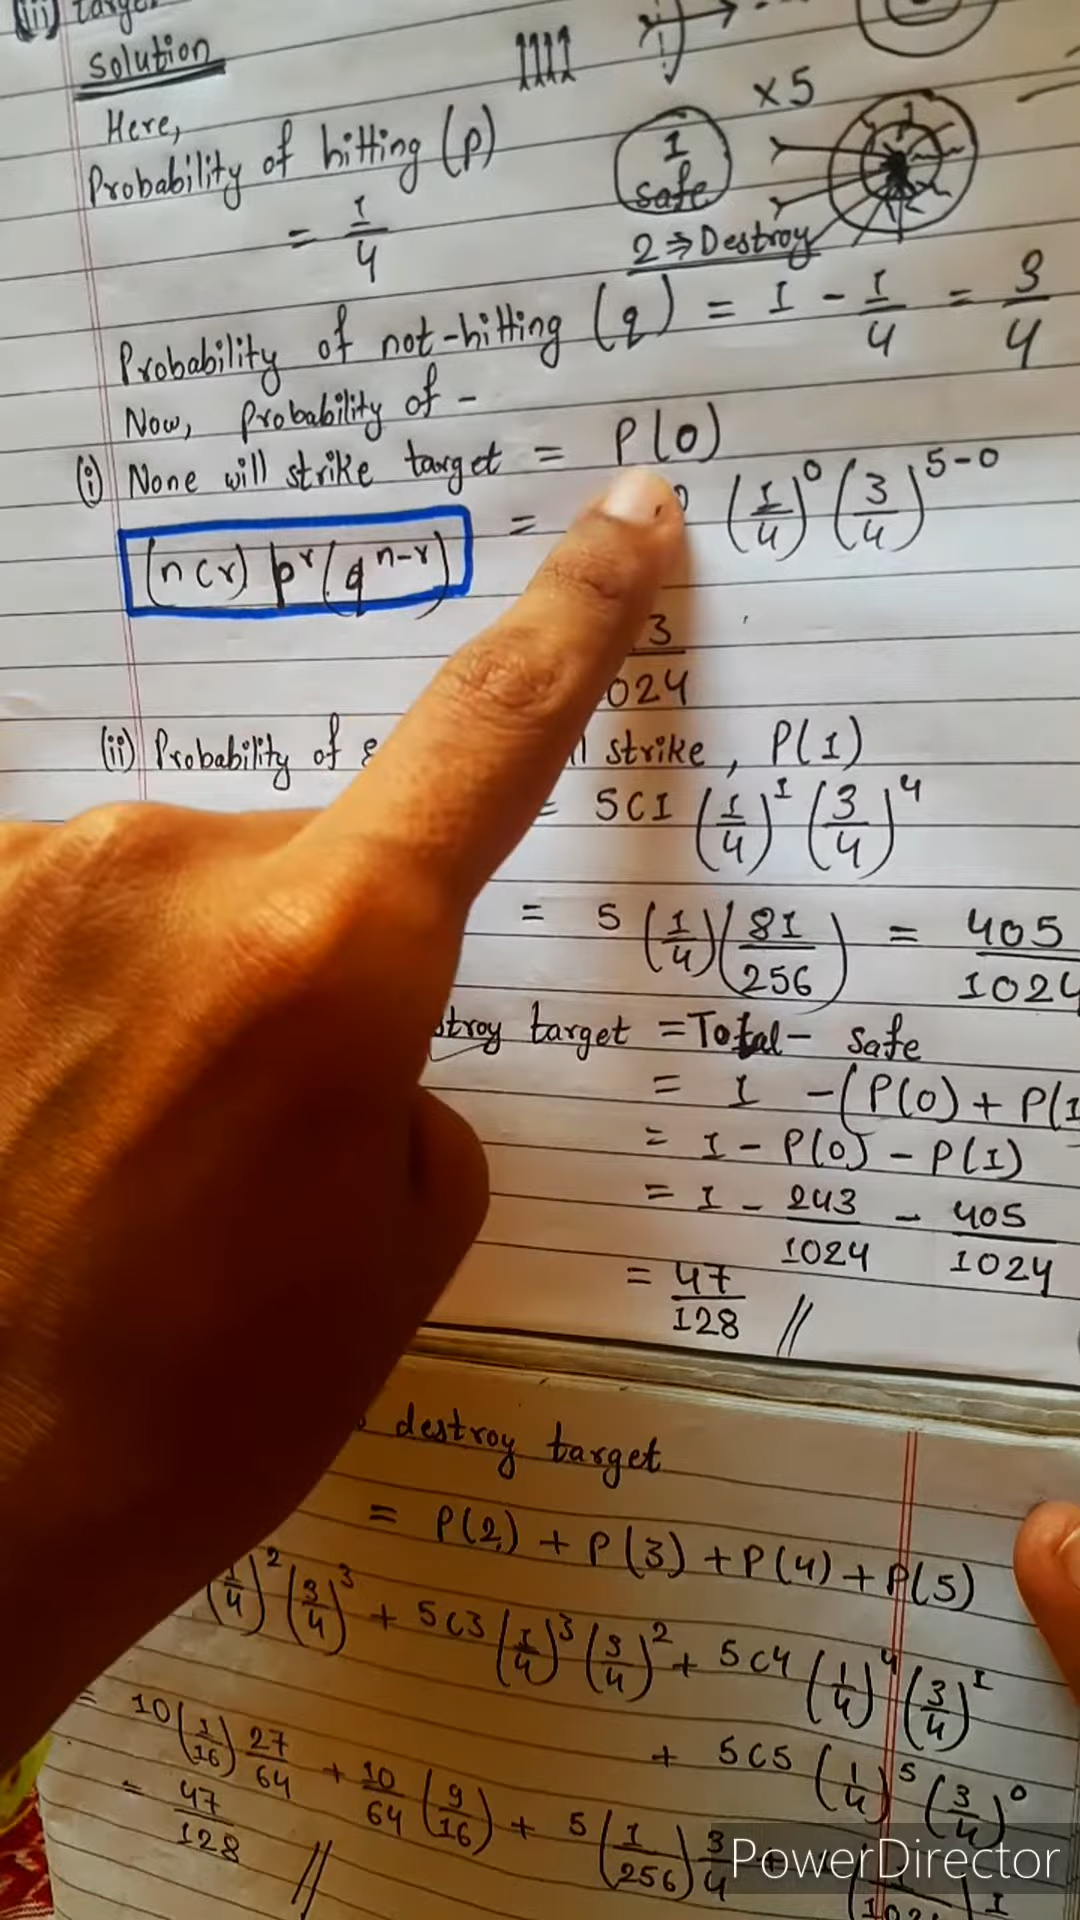 (ii) target
Solution
Here,
Probability of hitting (p)
= 1/4
×5
1
safe
2 ⇒ Destroy
Probability of not-hitting (q) = 1 - 1/4 = 3/4
Now, Probability of -
(i) None will strike target = P(0)
= (1/4)^0 (3/4)^5-0
(nCr) p^r (q^n-r)
3/024
(ii) Probability of strike, P(1)
= 5C1 (1/4)^1 (3/4)^4
= 5 (1/4)(81/256) = 405/1024
target = Total - safe
= 1 - (P(0) + P(1
= 1 - P(0) - P(1)
= 1 - 243/1024 - 405/1024
= 47/128 //
destroy target
= P(2) + P(3) + P(4) + P(5)
(1/4)^2 (3/4)^3 + 5C3 (1/4)^3 (3/4)^2 + 5C4 (1/4)^4 (3/4)^1
+ 5C5 (1/4)^5 (3/4)^0
= 10 (1/16) 27/64 + 10/64 (9/16) + 5 (1/256) 3/4
= 47/128 //
PowerDirector